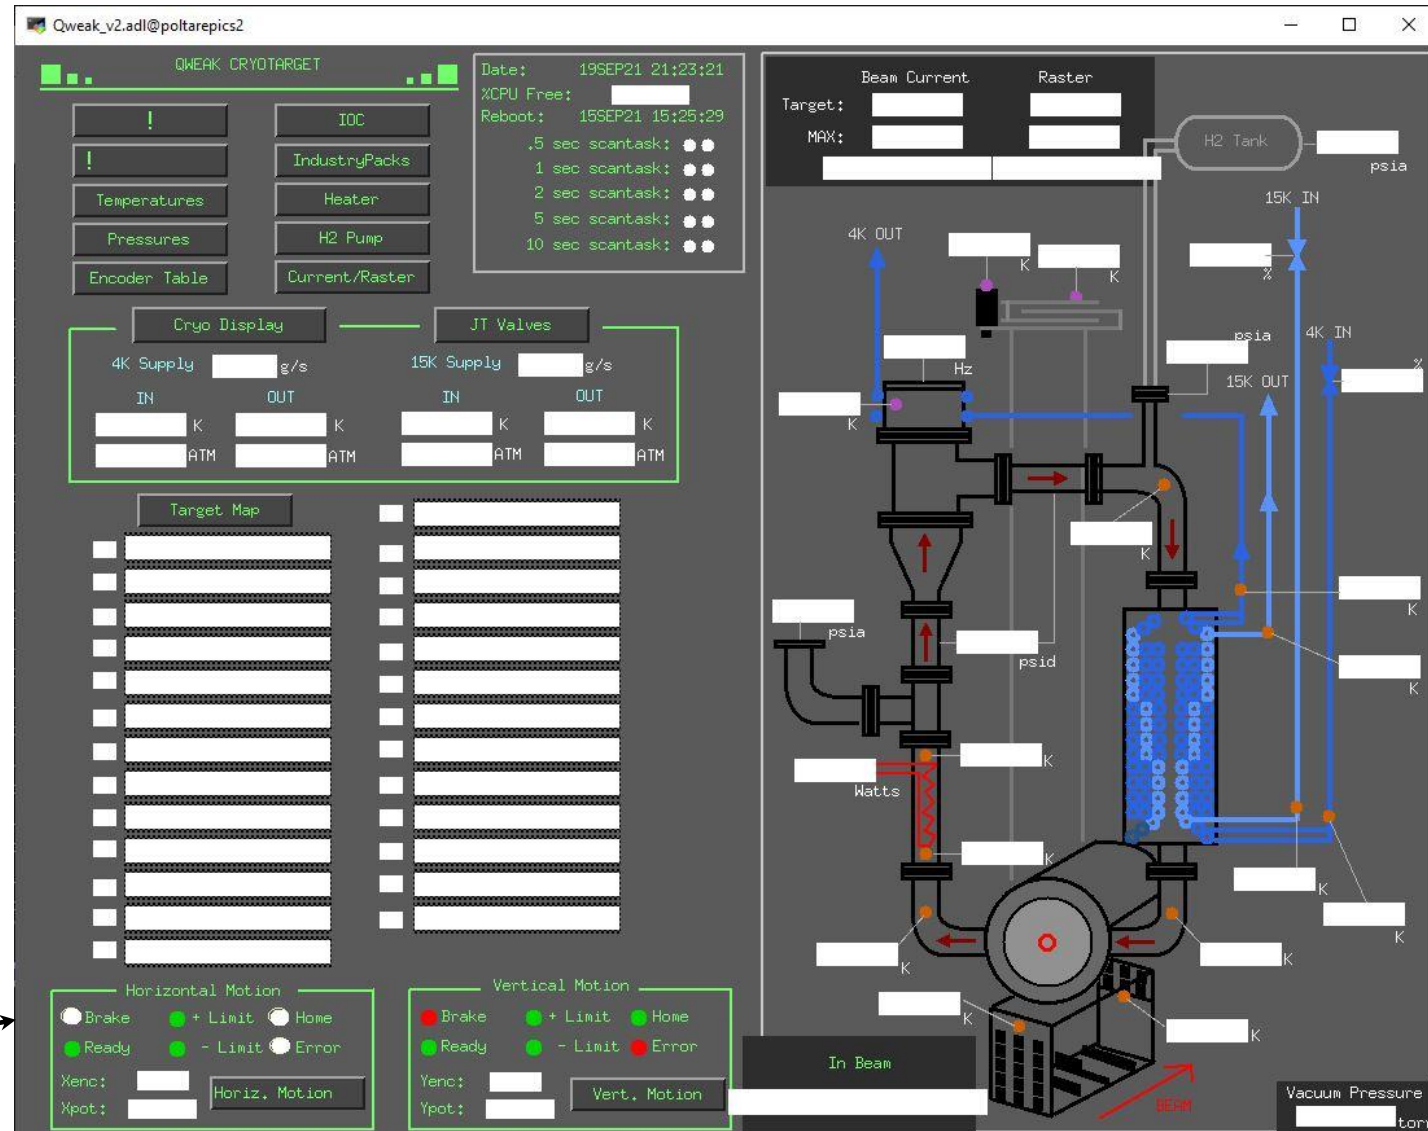 Qweak_v2.adl@poltarepics2
QWEAK CRYOTARGET
! IOC
! IndustryPacks
Temperatures Heater
Pressures H2 Pump
Encoder Table Current/Raster
Date: 19SEP21 21:23:21
%CPU Free:
Reboot: 15SEP21 15:25:29
.5 sec scantask:
1 sec scantask:
2 sec scantask:
5 sec scantask:
10 sec scantask:
Cryo Display JT Valves
4K Supply g/s 15K Supply g/s
IN OUT IN OUT
K K K K
ATM ATM ATM ATM
Target Map
Horizontal Motion
Brake + Limit Home
Ready - Limit Error
Xenc:
Xpot:
Horiz. Motion
Vertical Motion
Brake + Limit Home
Ready - Limit Error
Yenc:
Ypot:
Vert. Motion
Beam Current Raster
Target:
MAX:
H2 Tank
psia
15K IN
4K OUT
K
K
%
psia
4K IN
Hz
15K OUT
%
K
K
K
psia
psid
K
K
Watts
K
K
K
K
K
K
K
K
In Beam
BEAM
Vacuum Pressure
torr